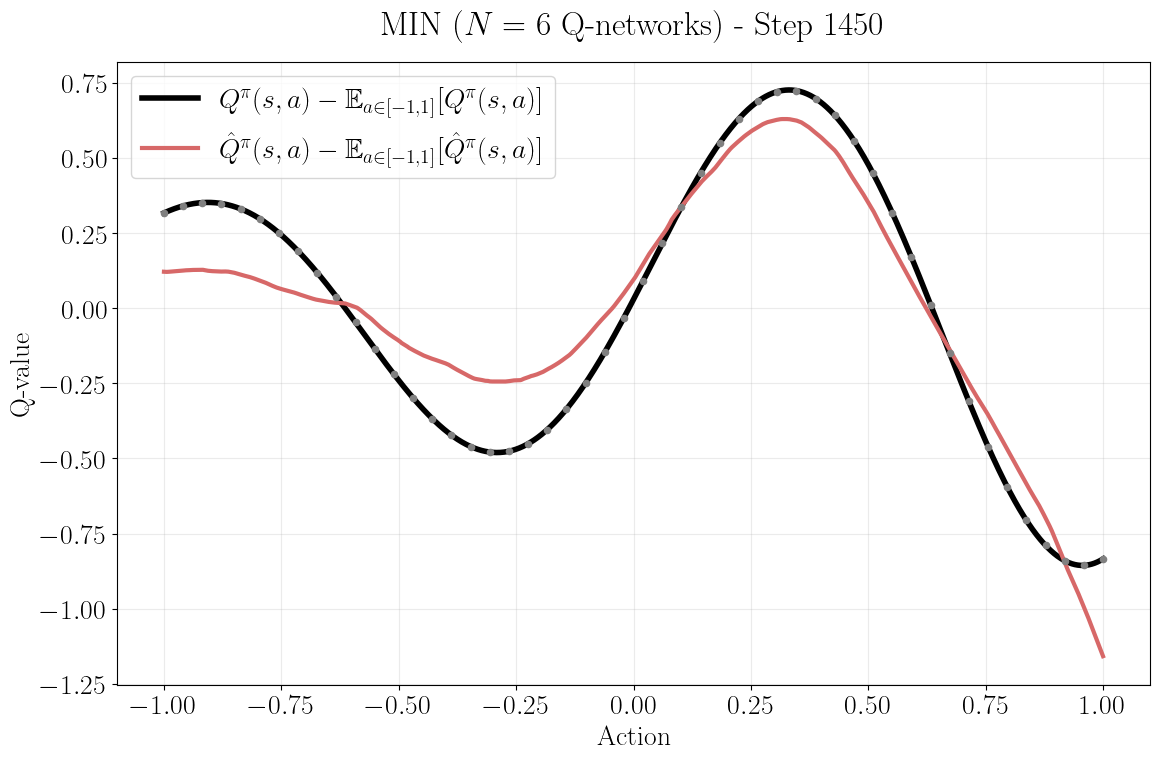 MIN (N = 6 Q-networks) - Step 1450
Q^π(s, a) − 𝔼_{a∈[−1,1]}[Q^π(s, a)]
Q̂^π(s, a) − 𝔼_{a∈[−1,1]}[Q̂^π(s, a)]
Q-value
0.75
0.50
0.25
0.00
−0.25
−0.50
−0.75
−1.00
−1.25
−1.00 −0.75 −0.50 −0.25 0.00 0.25 0.50 0.75 1.00
Action